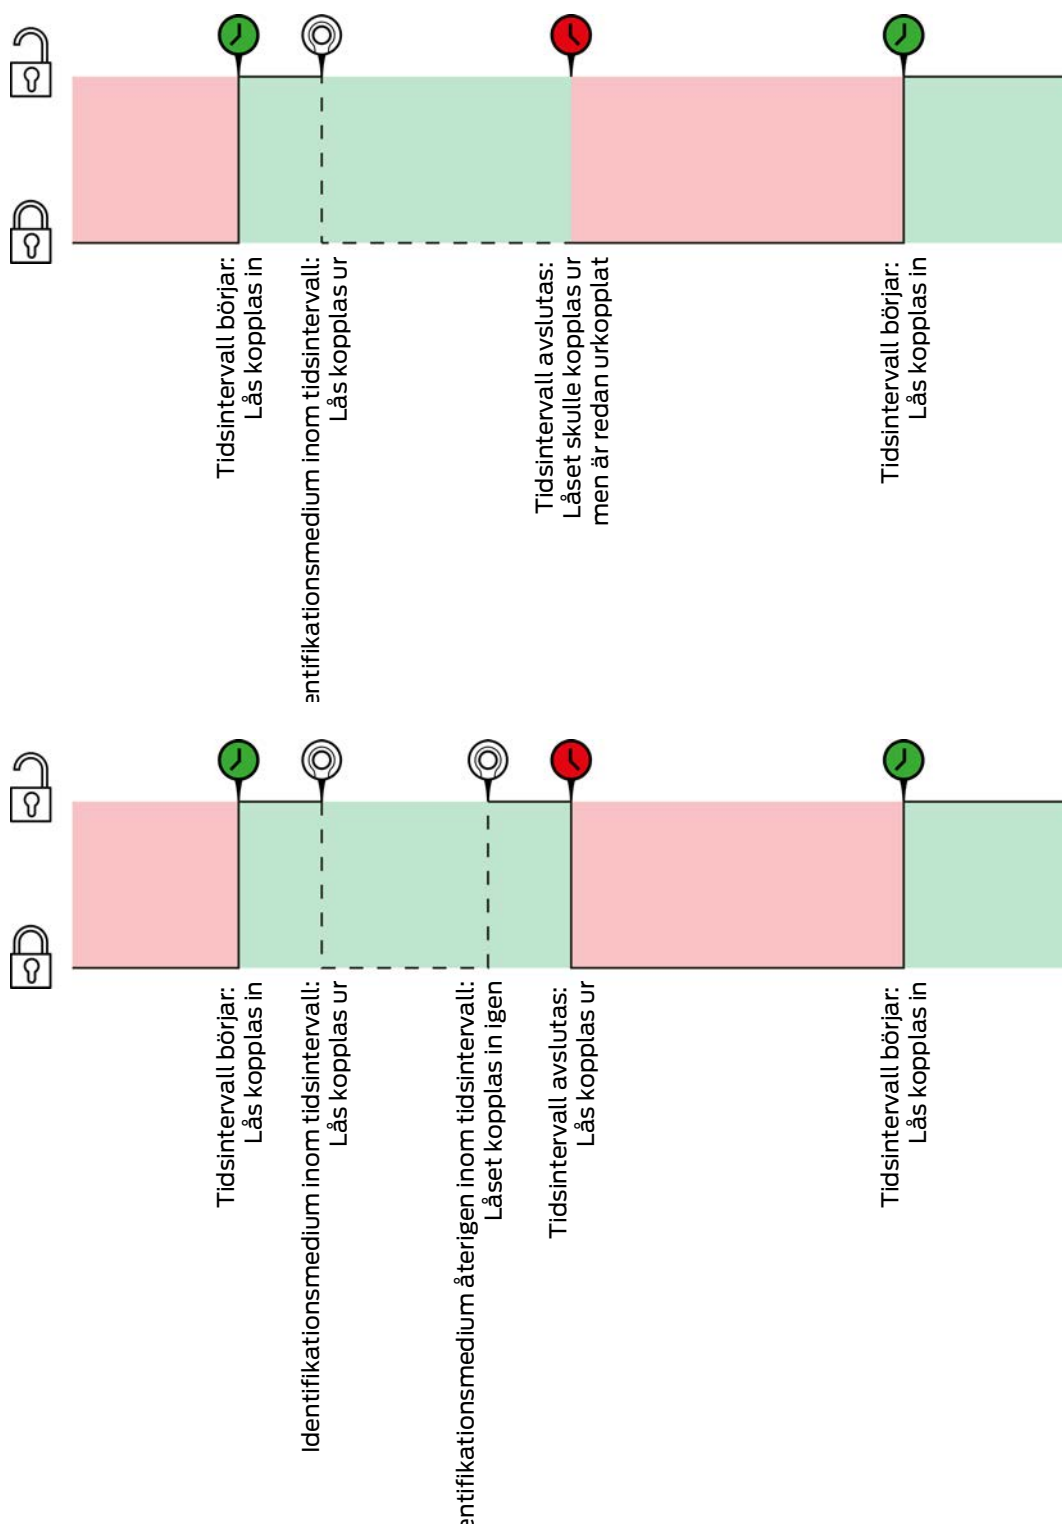 Tidsintervall börjar:
Lås kopplas in
entifikationsmedium inom tidsintervall:
Lås kopplas ur
Tidsintervall avslutas:
Låset skulle kopplas ur
men är redan urkopplat
Tidsintervall börjar:
Lås kopplas in
Tidsintervall börjar:
Lås kopplas in
Identifikationsmedium inom tidsintervall:
Lås kopplas ur
entifikationsmedium återigen inom tidsintervall:
Låset kopplas in igen
Tidsintervall avslutas:
Lås kopplas ur
Tidsintervall börjar:
Lås kopplas in